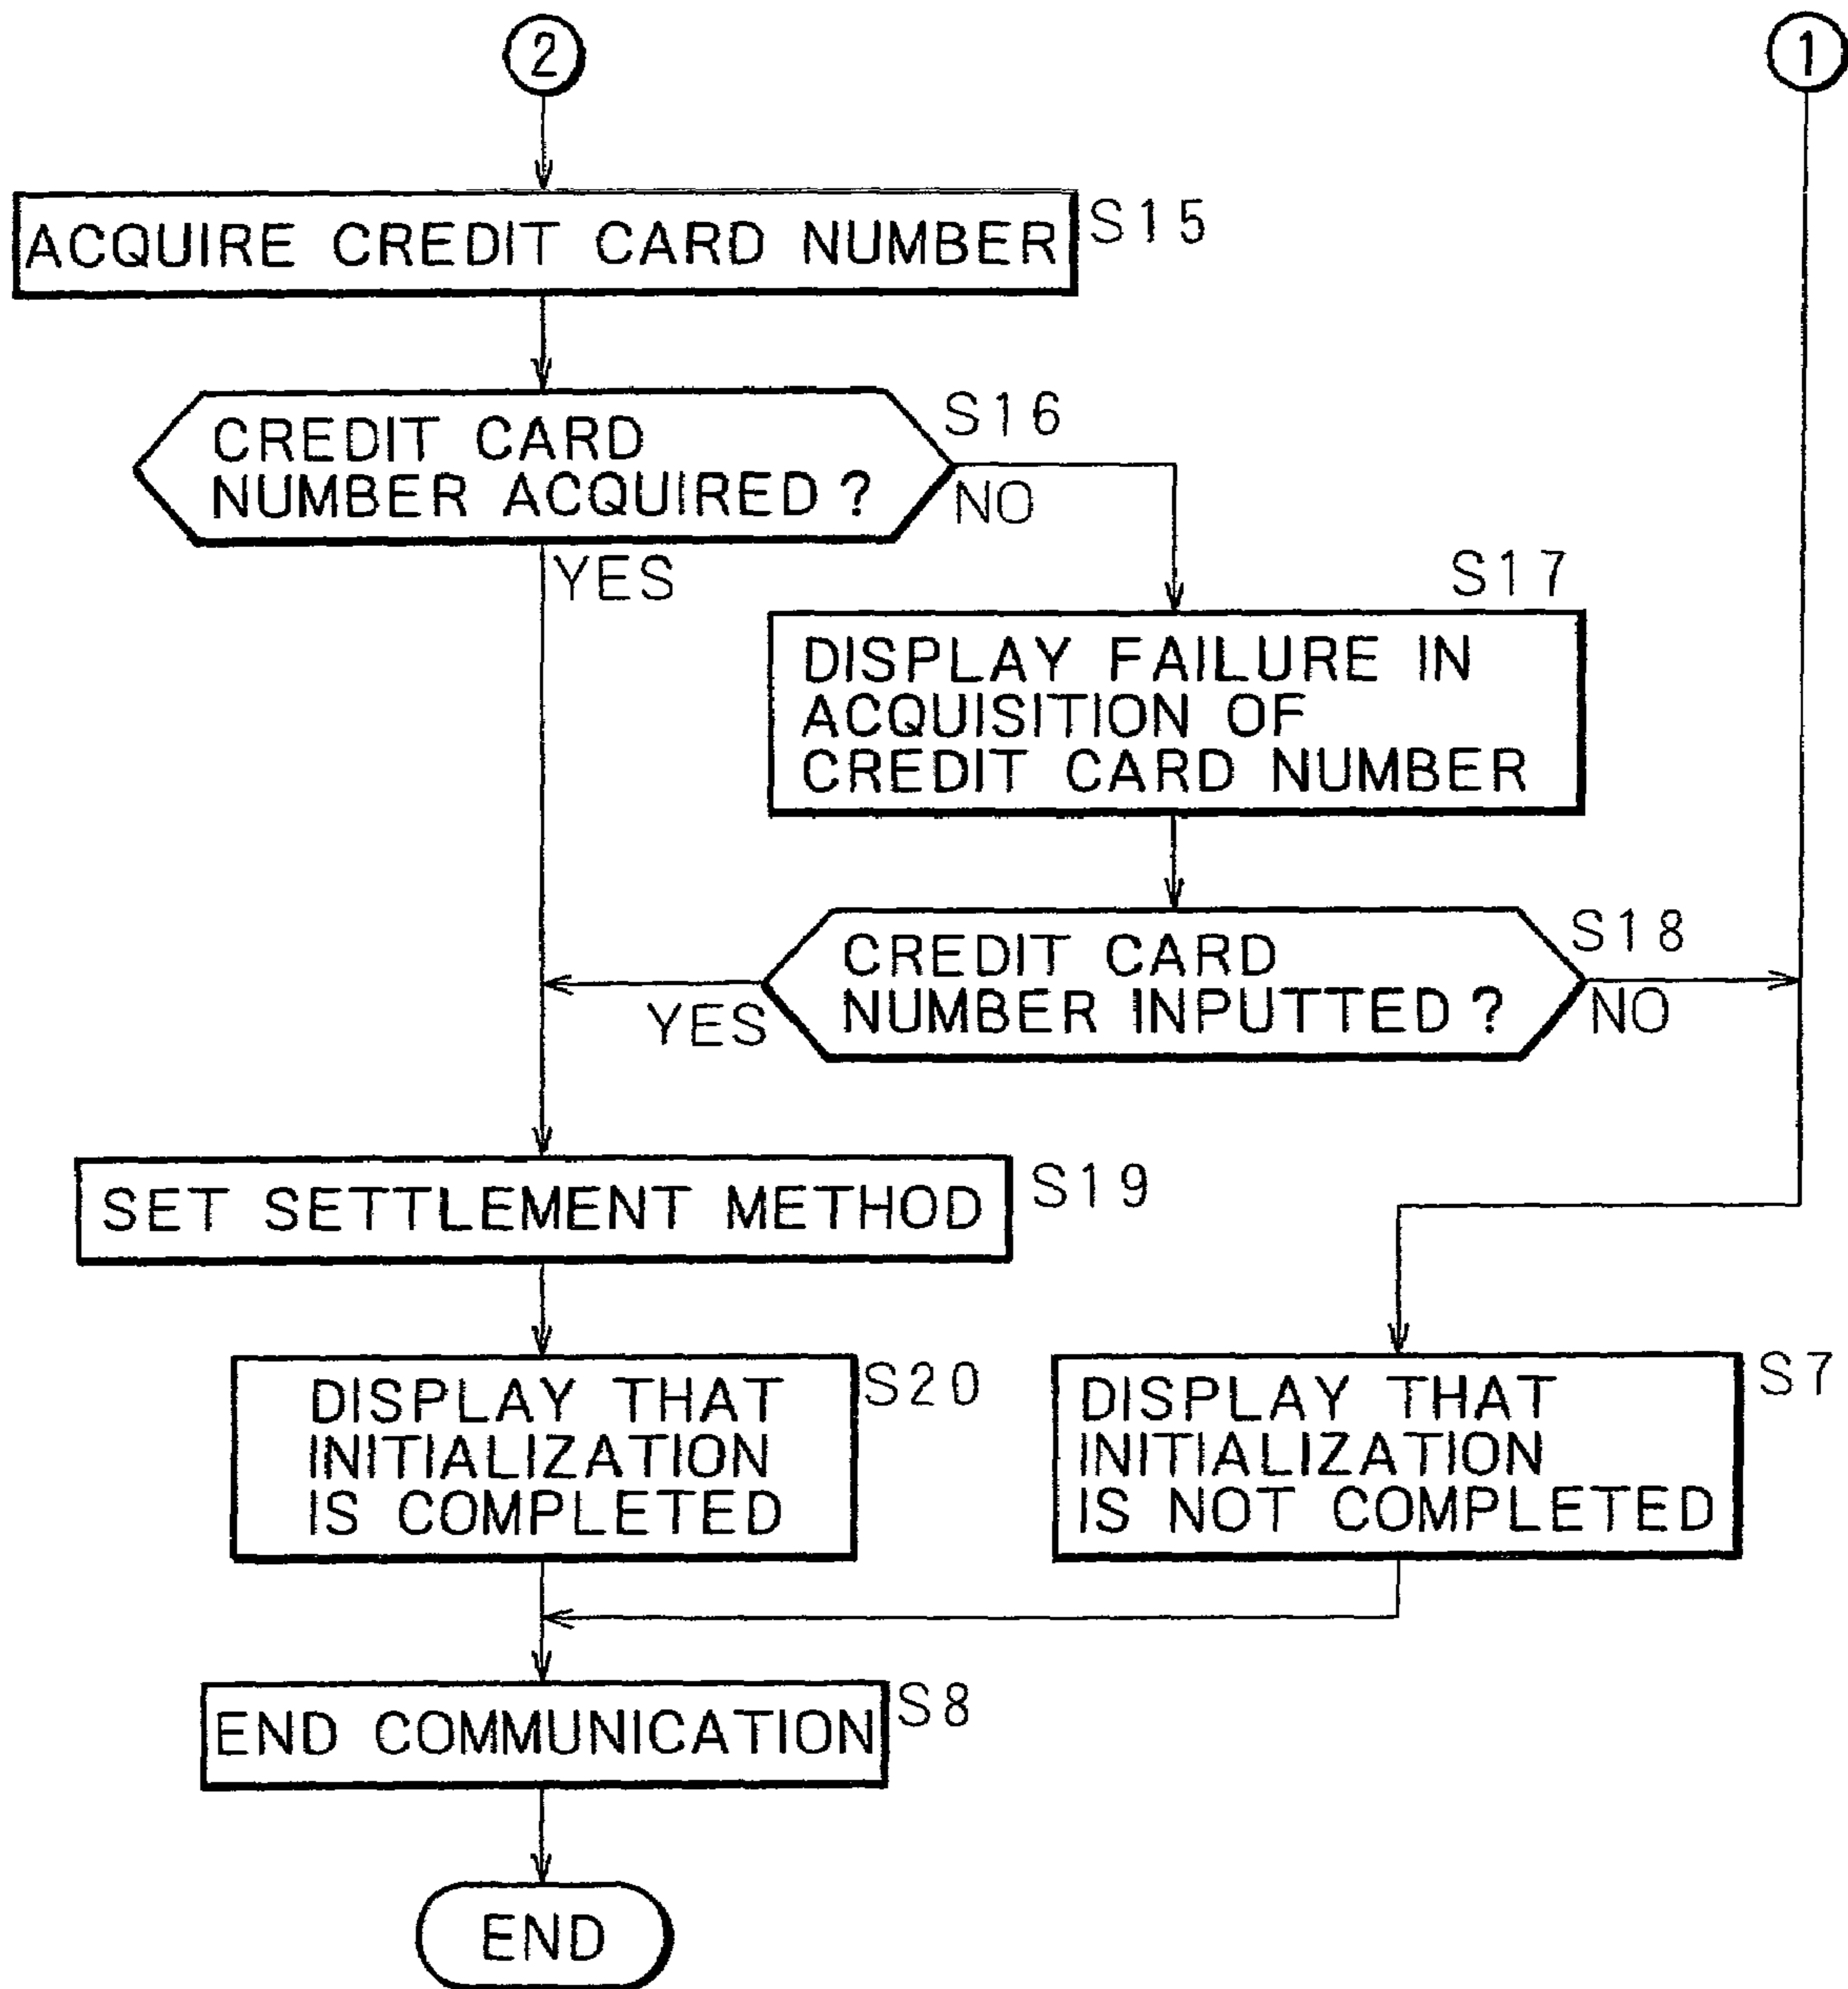 2
1
ACQUIRE CREDIT CARD NUMBER
S15
CREDIT CARD
NUMBER ACQUIRED ?
S16
NO
YES
S17
DISPLAY FAILURE IN
ACQUISITION OF
CREDIT CARD NUMBER
CREDIT CARD
NUMBER INPUTTED ?
S18
YES
NO
SET SETTLEMENT METHOD
S19
DISPLAY THAT
INITIALIZATION
IS COMPLETED
S20
DISPLAY THAT
INITIALIZATION
IS NOT COMPLETED
S7
END COMMUNICATION
S8
END